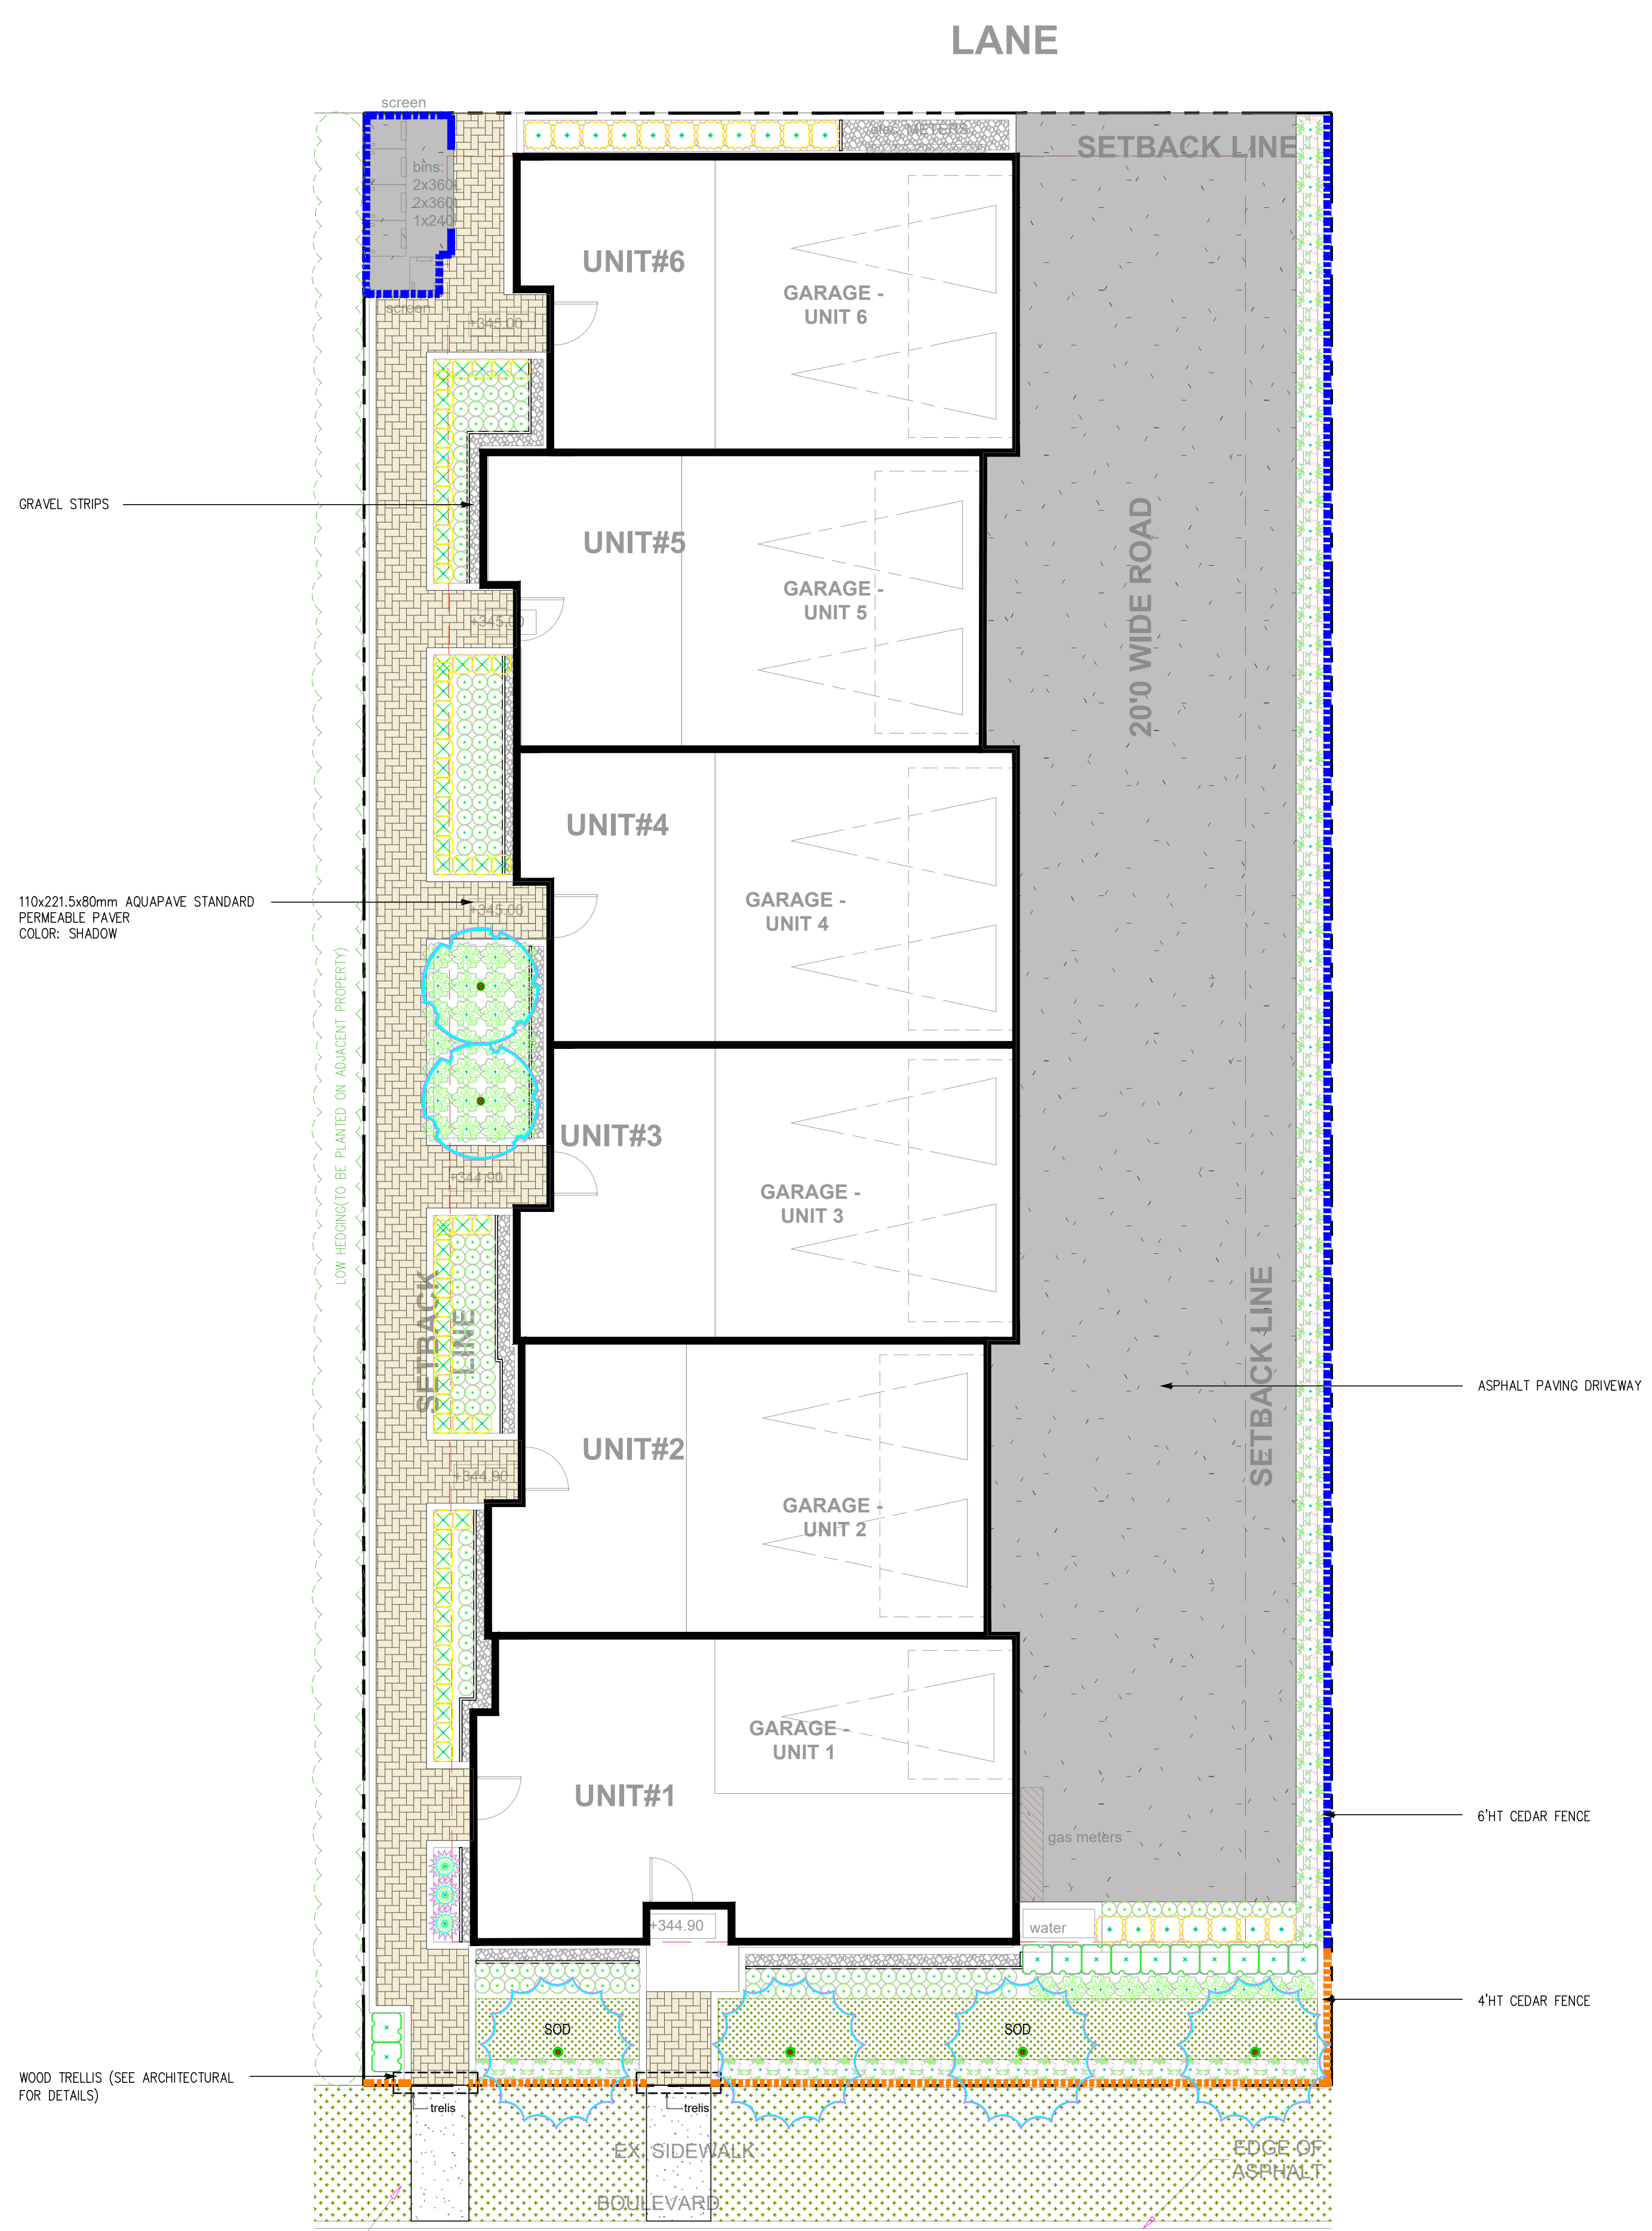 LANE
screen
elec. METERS
SETBACK LINE
bins:
2x360L
2x360l
1x240l
UNIT#6
GARAGE -
UNIT 6
screen
+345.00
GRAVEL STRIPS
UNIT#5
20'0 WIDE ROAD
GARAGE -
UNIT 5
+345.00
UNIT#4
110x221.5x80mm AQUAPAVE STANDARD
PERMEABLE PAVER
COLOR: SHADOW
GARAGE -
UNIT 4
+345.00
LOW HEDGING(TO BE PLANTED ON ADJACENT PROPERTY)
UNIT#3
+344.90
GARAGE -
UNIT 3
SETBACK
LINE
SETBACK LINE
ASPHALT PAVING DRIVEWAY
UNIT#2
+344.90
GARAGE -
UNIT 2
GARAGE -
UNIT 1
UNIT#1
6'HT CEDAR FENCE
gas meters
+344.90
water
4'HT CEDAR FENCE
SOD
SOD
WOOD TRELLIS (SEE ARCHITECTURAL
FOR DETAILS)
trelis
trelis
EX. SIDEWALK
EDGE OF
ASPHALT
BOULEVARD